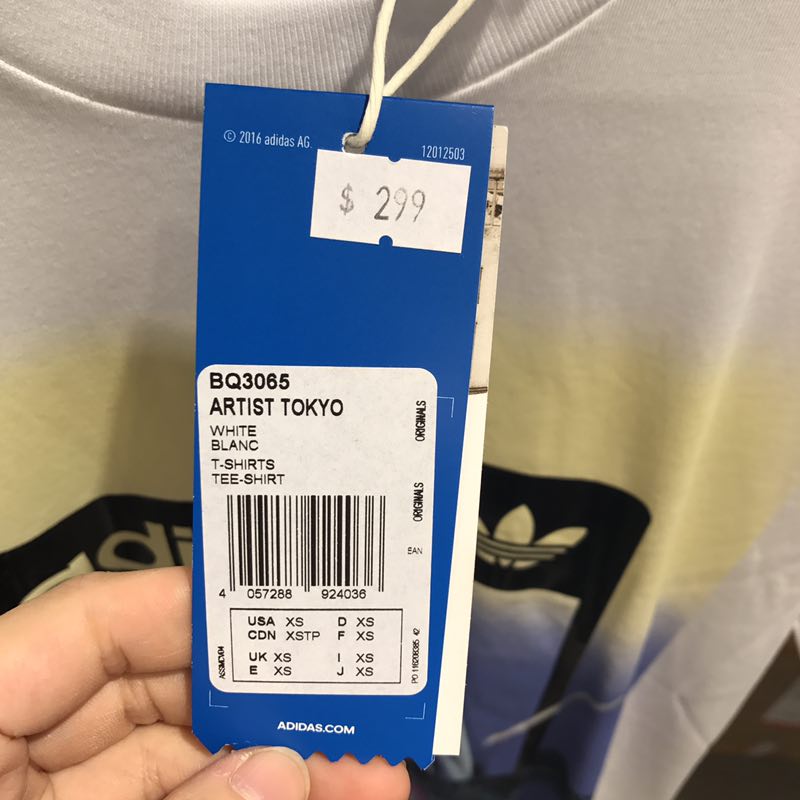 © 2016 adidas AG.
12012503
$ 299
BQ3065
ARTIST TOKYO
WHITE
BLANC
T-SHIRTS
TEE-SHIRT
ORIGINALS
ORIGINALS
EAN
4 057288 924036
USA XS D XS
CDN XSTP F XS
UK XS I XS
E XS J XS
ADIDAS.COM
adi